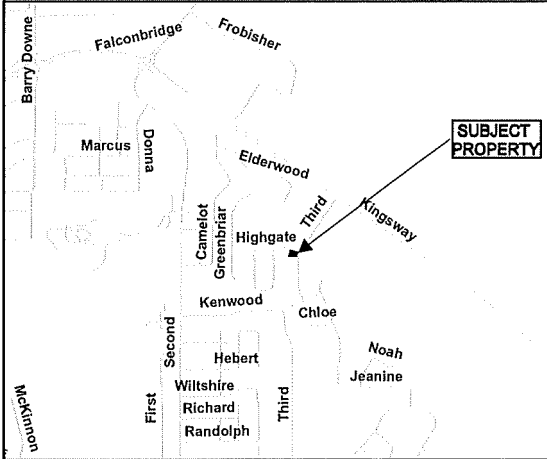 Barry Downe
Falconbridge
Frobisher
Marcus
Donna
Elderwood
SUBJECT
PROPERTY
Third
Kingsway
Camelot
Greenbriar
Highgate
Kenwood
Chloe
Second
Hebert
Noah
Jeanine
Wiltshire
First
Richard
Third
Randolph
McKinnon